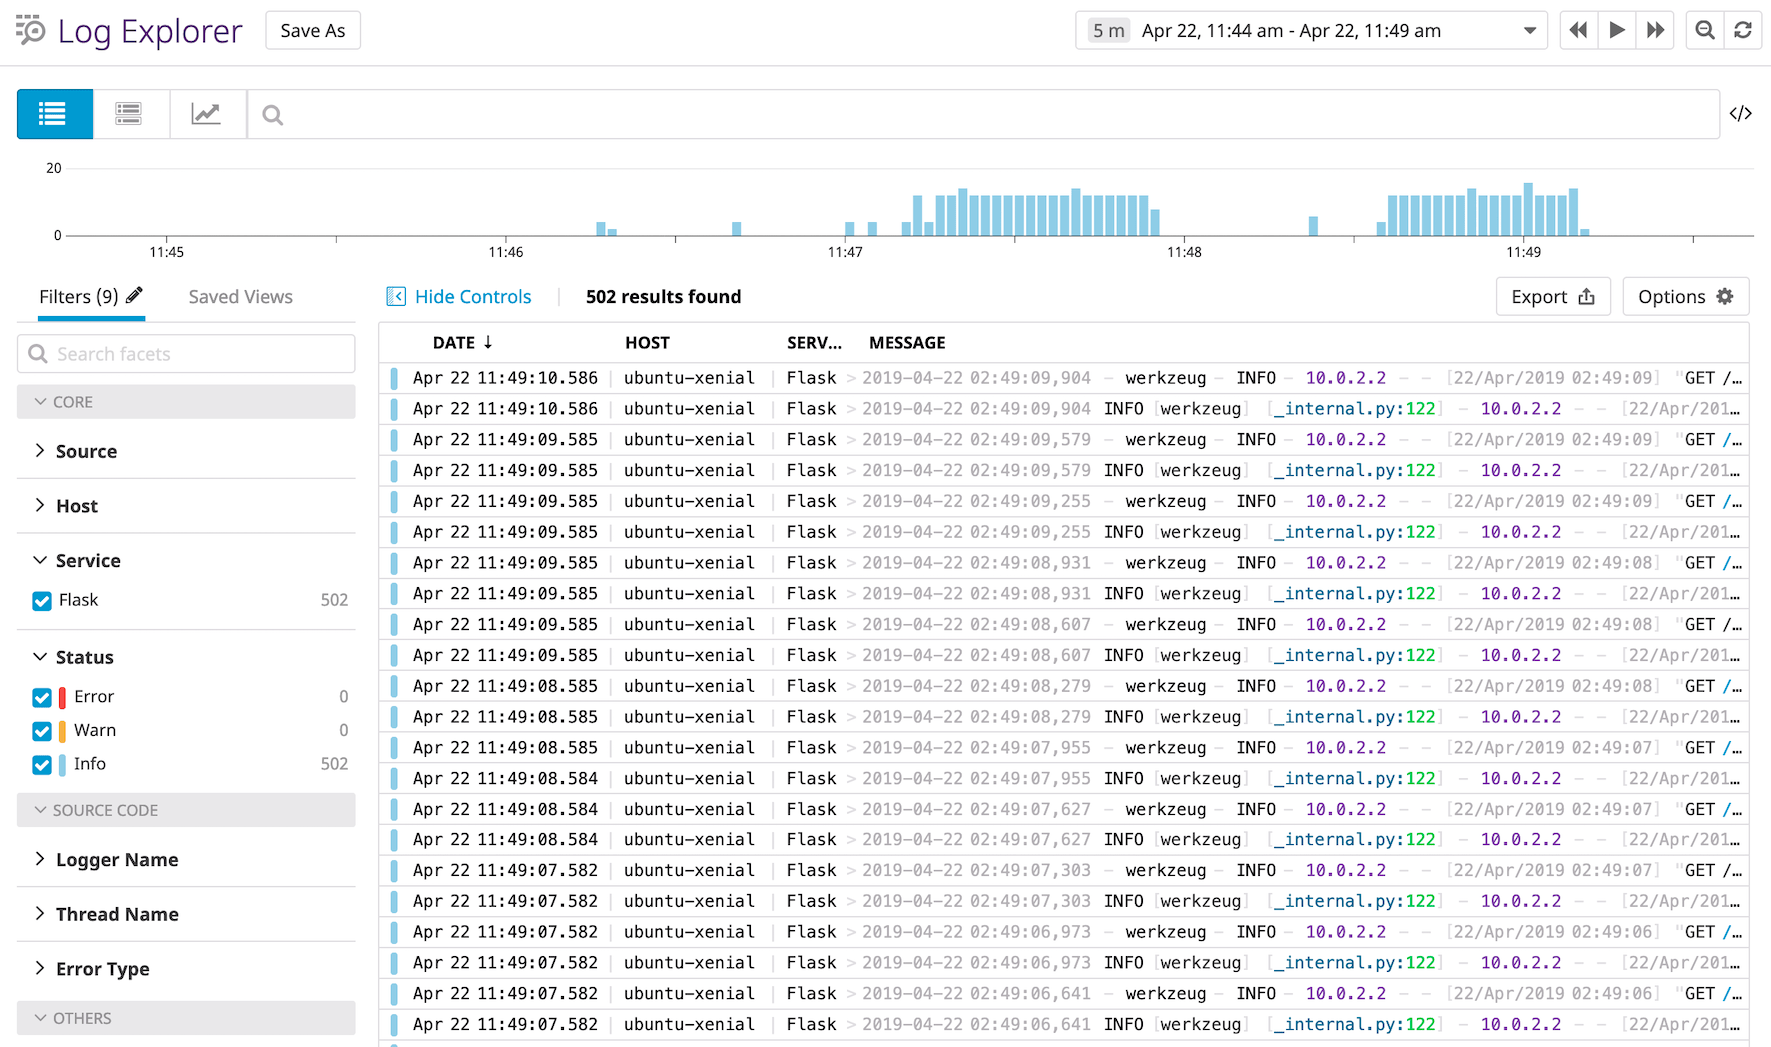 Log Explorer Save As 5 m Apr 22, 11:44 am - Apr 22, 11:49 am
</>
20
0
11:45 11:46 11:47 11:48 11:49
Filters (9) Saved Views Hide Controls 502 results found Export Options
Search facets
CORE
Source
Host
Service
Flask 502
Status
Error 0
Warn 0
Info 502
SOURCE CODE
Logger Name
Thread Name
Error Type
OTHERS
DATE ↓ HOST SERV... MESSAGE
Apr 22 11:49:10.586 | ubuntu-xenial | Flask > 2019-04-22 02:49:09,904 - werkzeug - INFO - 10.0.2.2 - - [22/Apr/2019 02:49:09] "GET /…
Apr 22 11:49:10.586 | ubuntu-xenial | Flask > 2019-04-22 02:49:09,904 INFO [werkzeug] [_internal.py:122] - 10.0.2.2 - - [22/Apr/201…
Apr 22 11:49:09.585 | ubuntu-xenial | Flask > 2019-04-22 02:49:09,579 - werkzeug - INFO - 10.0.2.2 - - [22/Apr/2019 02:49:09] "GET /…
Apr 22 11:49:09.585 | ubuntu-xenial | Flask > 2019-04-22 02:49:09,579 INFO [werkzeug] [_internal.py:122] - 10.0.2.2 - - [22/Apr/201…
Apr 22 11:49:09.585 | ubuntu-xenial | Flask > 2019-04-22 02:49:09,255 - werkzeug - INFO - 10.0.2.2 - - [22/Apr/2019 02:49:09] "GET /…
Apr 22 11:49:09.585 | ubuntu-xenial | Flask > 2019-04-22 02:49:09,255 INFO [werkzeug] [_internal.py:122] - 10.0.2.2 - - [22/Apr/201…
Apr 22 11:49:09.585 | ubuntu-xenial | Flask > 2019-04-22 02:49:08,931 - werkzeug - INFO - 10.0.2.2 - - [22/Apr/2019 02:49:08] "GET /…
Apr 22 11:49:09.585 | ubuntu-xenial | Flask > 2019-04-22 02:49:08,931 INFO [werkzeug] [_internal.py:122] - 10.0.2.2 - - [22/Apr/201…
Apr 22 11:49:09.585 | ubuntu-xenial | Flask > 2019-04-22 02:49:08,607 - werkzeug - INFO - 10.0.2.2 - - [22/Apr/2019 02:49:08] "GET /…
Apr 22 11:49:09.585 | ubuntu-xenial | Flask > 2019-04-22 02:49:08,607 INFO [werkzeug] [_internal.py:122] - 10.0.2.2 - - [22/Apr/201…
Apr 22 11:49:08.585 | ubuntu-xenial | Flask > 2019-04-22 02:49:08,279 - werkzeug - INFO - 10.0.2.2 - - [22/Apr/2019 02:49:08] "GET /…
Apr 22 11:49:08.585 | ubuntu-xenial | Flask > 2019-04-22 02:49:08,279 INFO [werkzeug] [_internal.py:122] - 10.0.2.2 - - [22/Apr/201…
Apr 22 11:49:08.585 | ubuntu-xenial | Flask > 2019-04-22 02:49:07,955 - werkzeug - INFO - 10.0.2.2 - - [22/Apr/2019 02:49:07] "GET /…
Apr 22 11:49:08.584 | ubuntu-xenial | Flask > 2019-04-22 02:49:07,955 INFO [werkzeug] [_internal.py:122] - 10.0.2.2 - - [22/Apr/201…
Apr 22 11:49:08.584 | ubuntu-xenial | Flask > 2019-04-22 02:49:07,627 - werkzeug - INFO - 10.0.2.2 - - [22/Apr/2019 02:49:07] "GET /…
Apr 22 11:49:08.584 | ubuntu-xenial | Flask > 2019-04-22 02:49:07,627 INFO [werkzeug] [_internal.py:122] - 10.0.2.2 - - [22/Apr/201…
Apr 22 11:49:07.582 | ubuntu-xenial | Flask > 2019-04-22 02:49:07,303 - werkzeug - INFO - 10.0.2.2 - - [22/Apr/2019 02:49:07] "GET /…
Apr 22 11:49:07.582 | ubuntu-xenial | Flask > 2019-04-22 02:49:07,303 INFO [werkzeug] [_internal.py:122] - 10.0.2.2 - - [22/Apr/201…
Apr 22 11:49:07.582 | ubuntu-xenial | Flask > 2019-04-22 02:49:06,973 - werkzeug - INFO - 10.0.2.2 - - [22/Apr/2019 02:49:06] "GET /…
Apr 22 11:49:07.582 | ubuntu-xenial | Flask > 2019-04-22 02:49:06,973 INFO [werkzeug] [_internal.py:122] - 10.0.2.2 - - [22/Apr/201…
Apr 22 11:49:07.582 | ubuntu-xenial | Flask > 2019-04-22 02:49:06,641 - werkzeug - INFO - 10.0.2.2 - - [22/Apr/2019 02:49:06] "GET /…
Apr 22 11:49:07.582 | ubuntu-xenial | Flask > 2019-04-22 02:49:06,641 INFO [werkzeug] [_internal.py:122] - 10.0.2.2 - - [22/Apr/201…